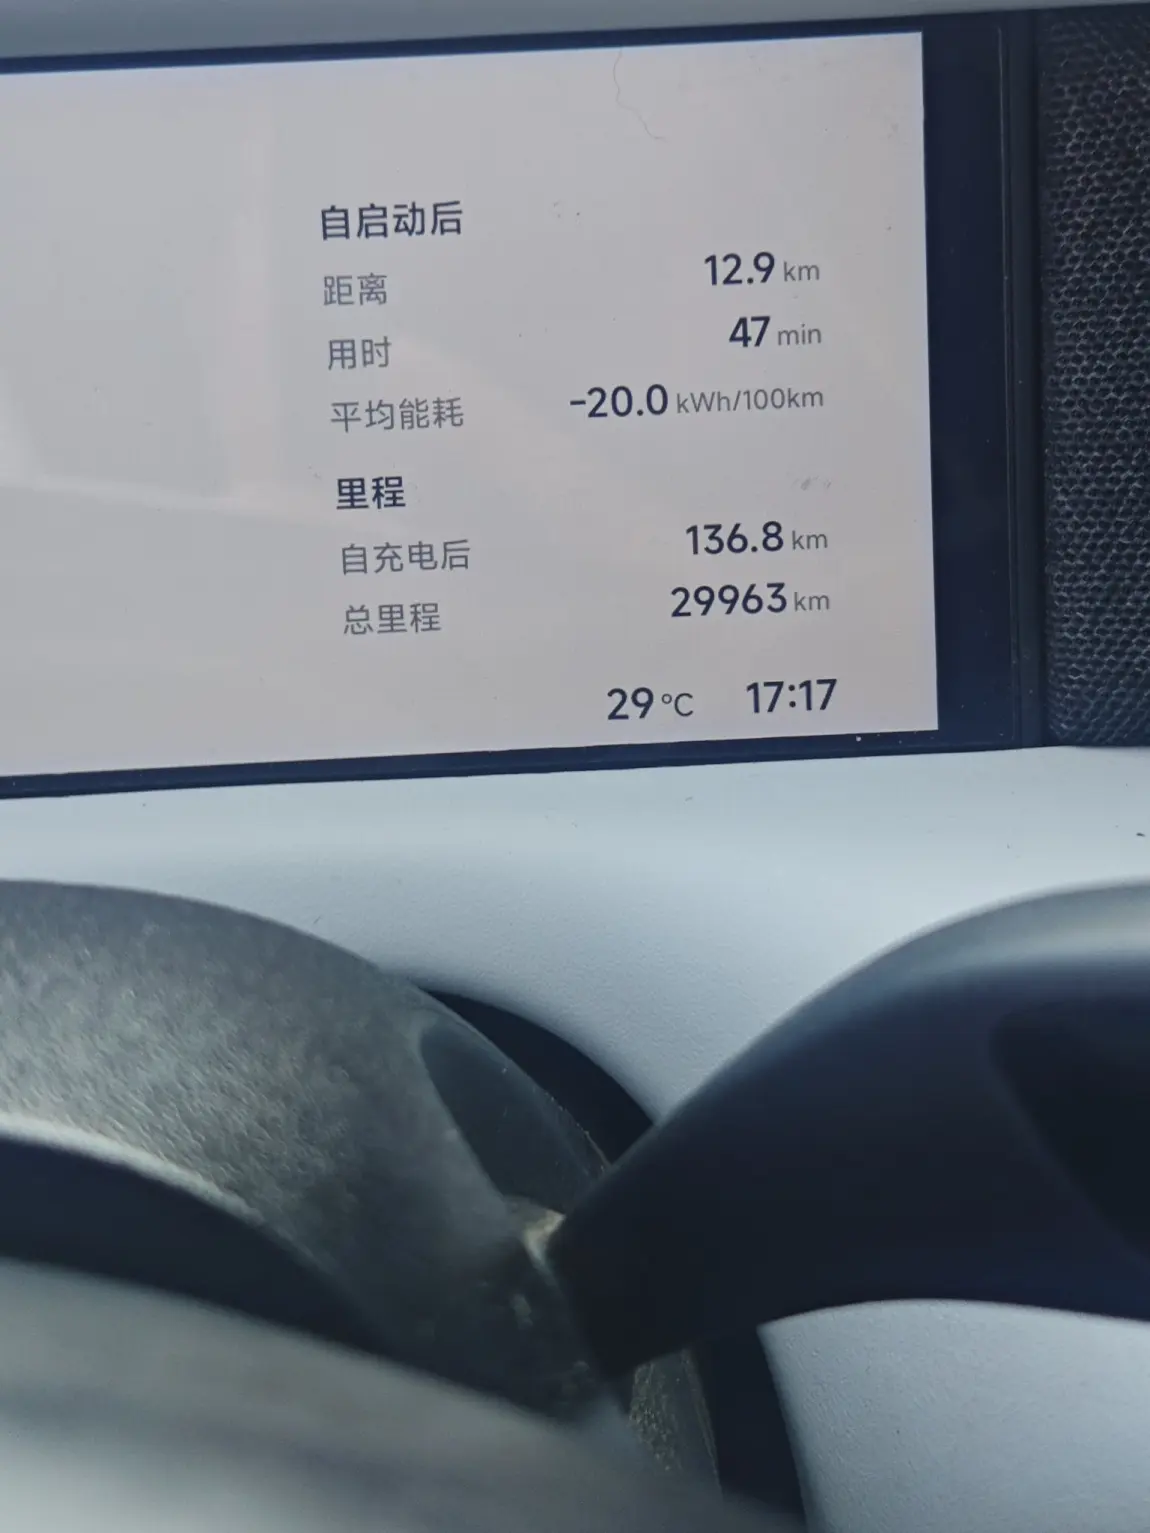 自启动后
距离 12.9 km
用时 47 min
平均能耗 -20.0 kWh/100km
里程
自充电后 136.8 km
总里程 29963 km
29 °C 17:17